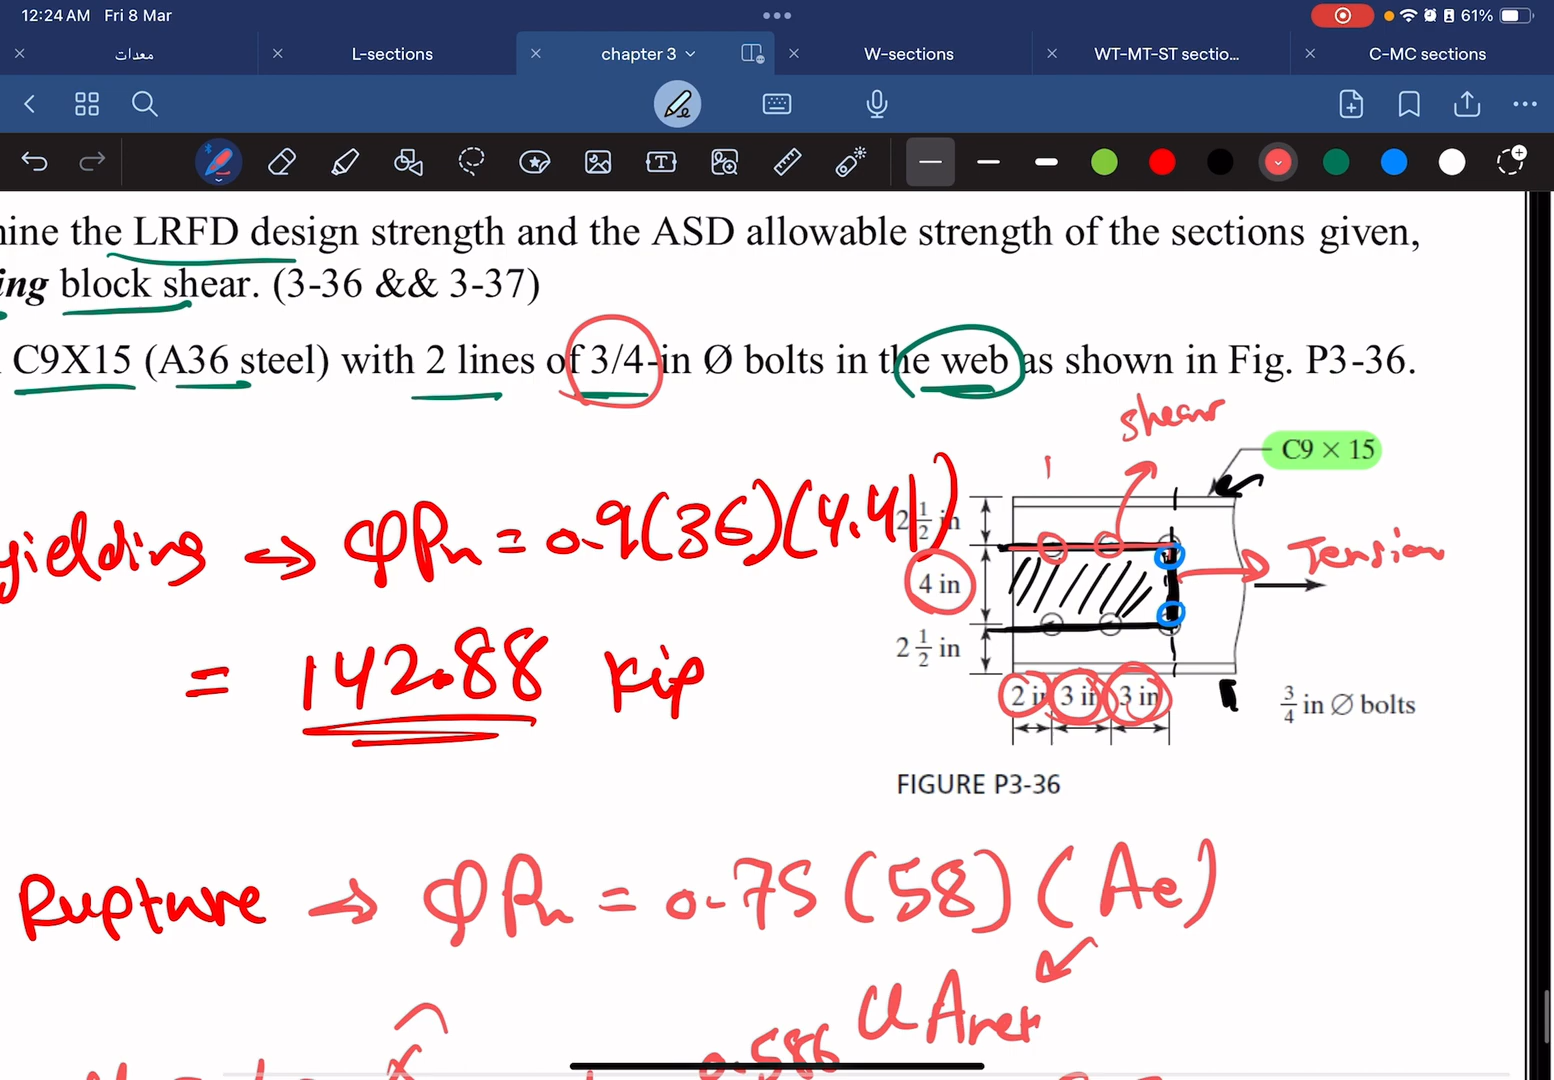 12:24 AM Fri 8 Mar
61%
معدات
L-sections
chapter 3
W-sections
WT-MT-ST sectio...
C-MC sections
ine the LRFD design strength and the ASD allowable strength of the sections given,
ing block shear. (3-36 && 3-37)
C9X15 (A36 steel) with 2 lines of 3/4-in Ø bolts in the web as shown in Fig. P3-36.
shear
C9 × 15
yielding → φPn = 0.9(36)(4.41)
2 1/2 in
Tension
4 in
= 142.88 kip
2 1/2 in
2 in 3 in 3 in
3/4 in Ø bolts
FIGURE P3-36
Rupture → φPn = 0.75 (58) (Ae)
U Anet
0.586